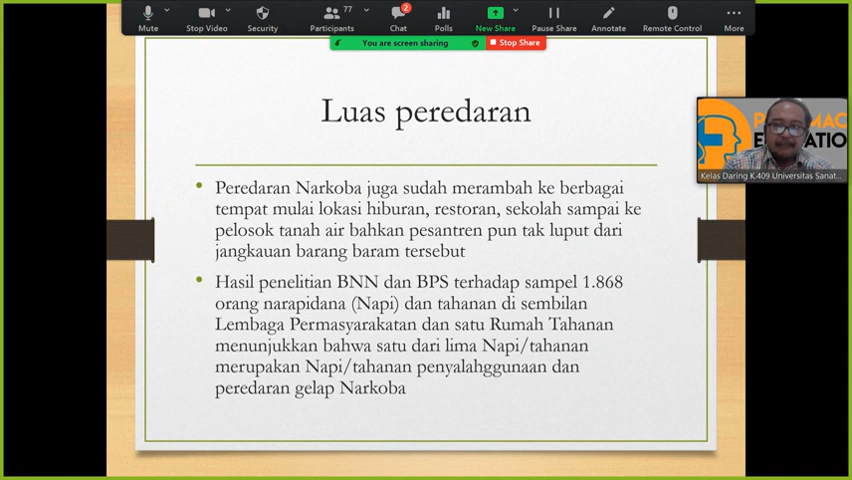 Mute
Stop Video
Security
77
Participants
2
Chat
Polls
New Share
Pause Share
Annotate
Remote Control
More
You are screen sharing
Stop Share
Luas peredaran
Peredaran Narkoba juga sudah merambah ke berbagai
tempat mulai lokasi hiburan, restoran, sekolah sampai ke
pelosok tanah air bahkan pesantren pun tak luput dari
jangkauan barang baram tersebut
Hasil penelitian BNN dan BPS terhadap sampel 1.868
orang narapidana (Napi) dan tahanan di sembilan
Lembaga Permasyarakatan dan satu Rumah Tahanan
menunjukkan bahwa satu dari lima Napi/tahanan
merupakan Napi/tahanan penyalahggunaan dan
peredaran gelap Narkoba
Kelas Daring K.409 Universitas Sanat...